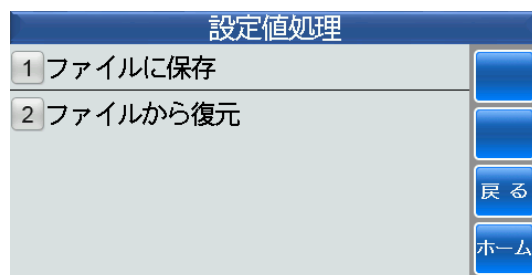 設定値処理
1 ファイルに保存
2 ファイルから復元
戻る
ホーム